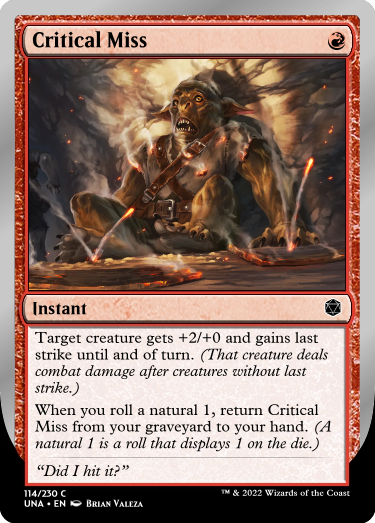 Critical Miss
Instant
Target creature gets +2/+0 and gains last
strike until and of turn. (That creature deals
combat damage after creatures without last
strike.)
When you roll a natural 1, return Critical
Miss from your graveyard to your hand. (A
natural 1 is a roll that displays 1 on the die.)
“Did I hit it?”
114/230 C
UNA • EN Brian Valeza
™ & 2022 Wizards of the Coast